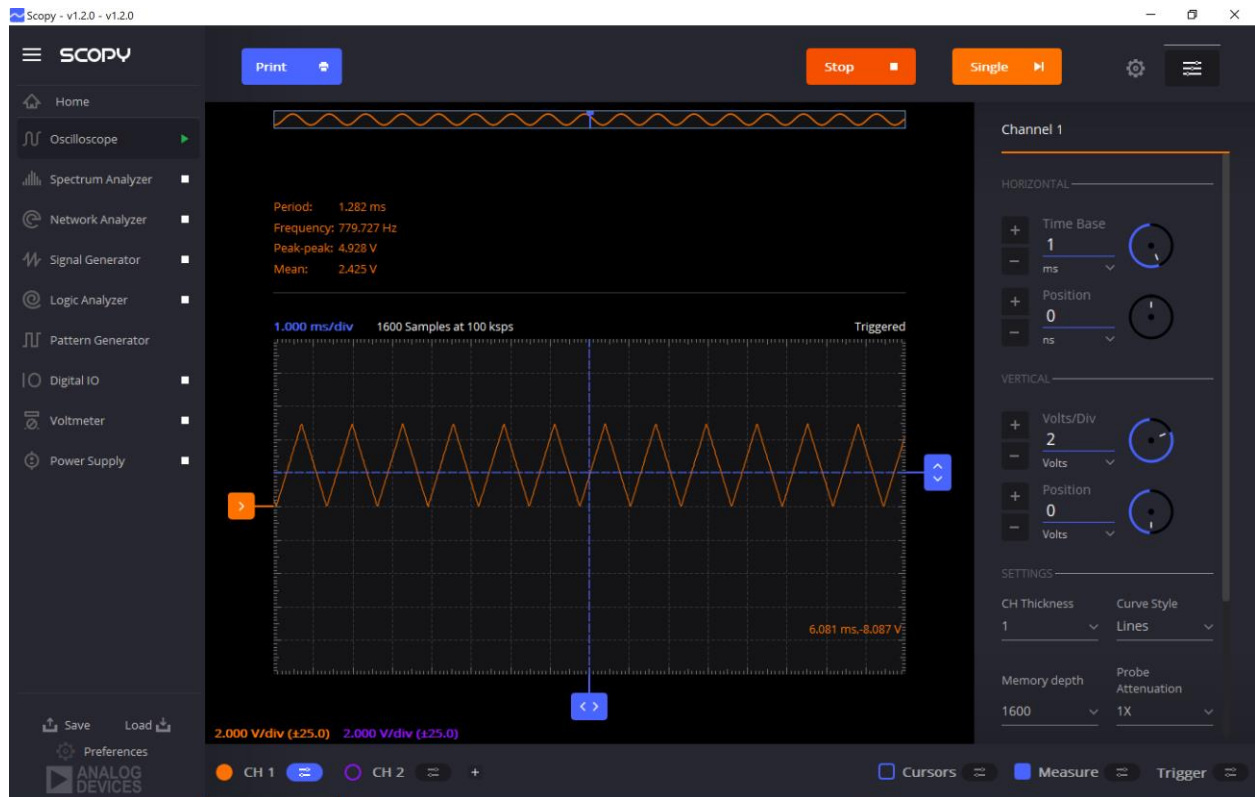 Scopy - v1.2.0 - v1.2.0
SCOPY
Print
Stop
Single
Home
Oscilloscope
Spectrum Analyzer
Network Analyzer
Signal Generator
Logic Analyzer
Pattern Generator
Digital IO
Voltmeter
Power Supply
Save Load
Preferences
ANALOG
DEVICES
Period: 1.282 ms
Frequency: 779.727 Hz
Peak-peak: 4.928 V
Mean: 2.425 V
1.000 ms/div 1600 Samples at 100 ksps Triggered
6.081 ms,-8.087 V
2.000 V/div (±25.0) 2.000 V/div (±25.0)
CH 1 CH 2 +
Cursors Measure Trigger
Channel 1
HORIZONTAL
+ Time Base
1
- ms
+ Position
0
- ns
VERTICAL
+ Volts/Div
2
- Volts
+ Position
0
- Volts
SETTINGS
CH Thickness Curve Style
1 Lines
Memory depth Probe Attenuation
1600 1X